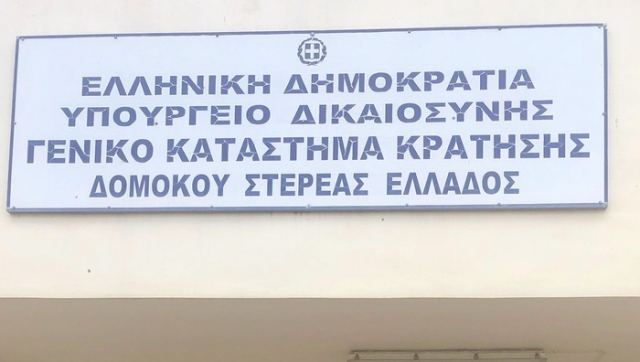 ΕΛΛΗΝΙΚΗ ΔΗΜΟΚΡΑΤΙΑ
ΥΠΟΥΡΓΕΙΟ ΔΙΚΑΙΟΣΥΝΗΣ
ΓΕΝΙΚΟ ΚΑΤΑΣΤΗΜΑ ΚΡΑΤΗΣΗΣ
ΔΟΜΟΚΟΥ ΣΤΕΡΕΑΣ ΕΛΛΑΔΟΣ